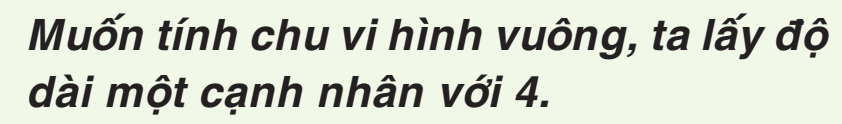 Muốn tính chu vi hình vuông, ta lấy độ
dài một cạnh nhân với 4.